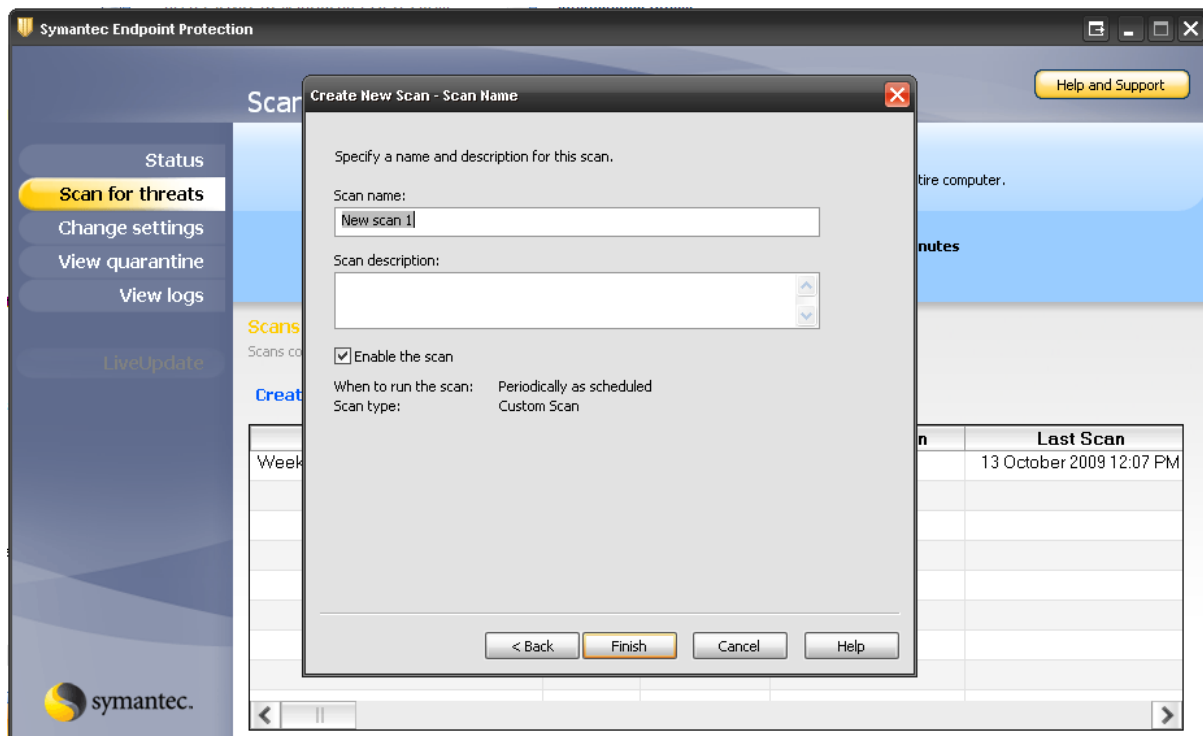 Symantec Endpoint Protection
Scan
Help and Support
Create New Scan - Scan Name
Status
Scan for threats
Change settings
View quarantine
View logs
LiveUpdate
Specify a name and description for this scan.
Scan name:
New scan 1
Scan description:
Enable the scan
When to run the scan: Periodically as scheduled
Scan type: Custom Scan
tire computer.
nutes
Scans
Scans co
Creat
n
Last Scan
Week
13 October 2009 12:07 PM
< Back
Finish
Cancel
Help
symantec.